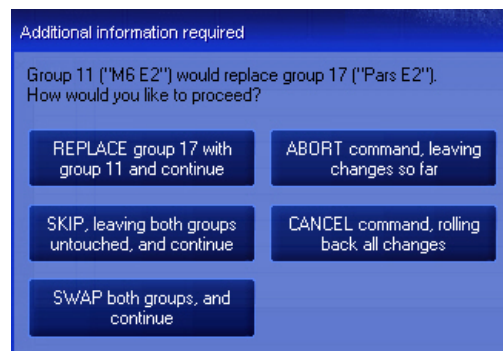 Additional information required
Group 11 ("M6 E2") would replace group 17 ("Pars E2").
How would you like to proceed?
REPLACE group 17 with
group 11 and continue
ABORT command, leaving
changes so far
SKIP, leaving both groups
untouched, and continue
CANCEL command, rolling
back all changes
SWAP both groups, and
continue